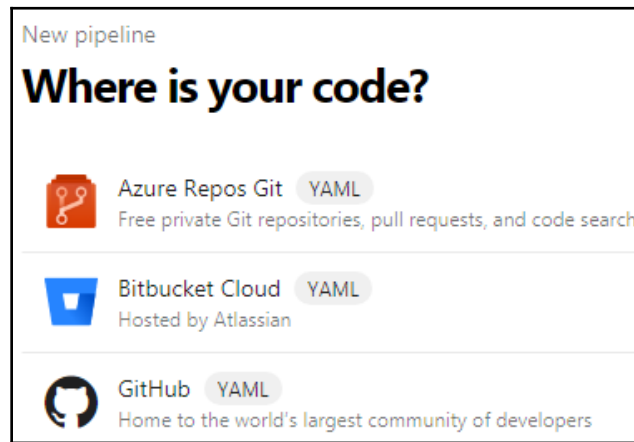 New pipeline
Where is your code?
Azure Repos Git YAML
Free private Git repositories, pull requests, and code search
Bitbucket Cloud YAML
Hosted by Atlassian
GitHub YAML
Home to the world's largest community of developers